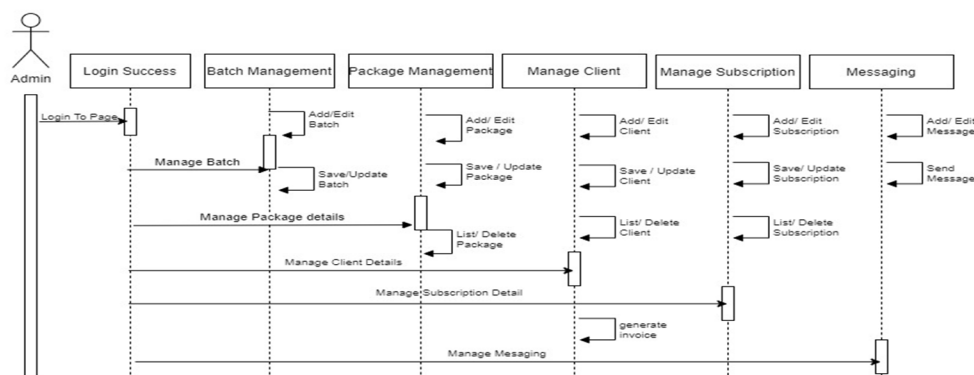 Admin
Login Success
Batch Management
Package Management
Manage Client
Manage Subscription
Messaging
Login To Page
Add/Edit
Batch
Add/ Edit
Package
Add/ Edit
Client
Add/ Edit
Subscription
Add/ Edit
Message
Manage Batch
Save/Update
Batch
Save / Update
Package
Save / Update
Client
Save/ Update
Subscription
Send
Message
Manage Package details
List/ Delete
Package
List/ Delete
Client
List/ Delete
Subscription
Manage Client Details
Manage Subscription Detail
generate
invoice
Manage Mesaging